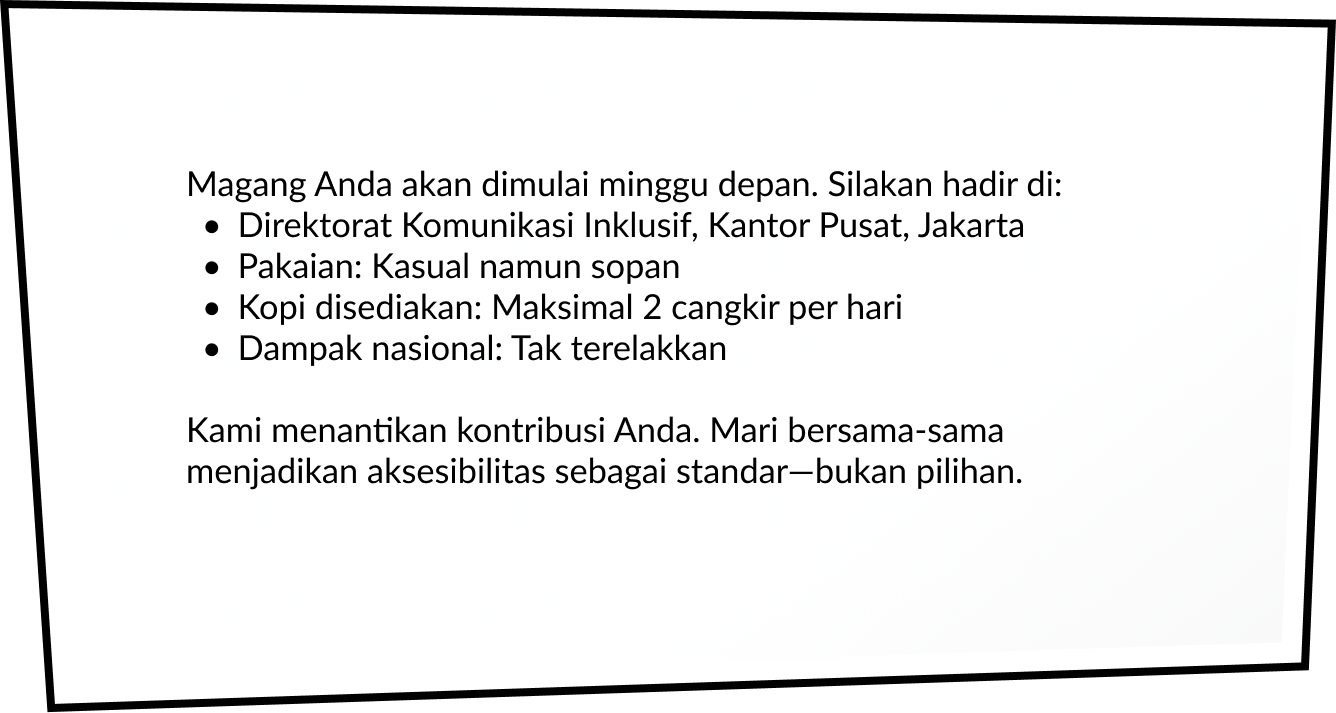 Magang Anda akan dimulai minggu depan. Silakan hadir di:
• Direktorat Komunikasi Inklusif, Kantor Pusat, Jakarta
• Pakaian: Kasual namun sopan
• Kopi disediakan: Maksimal 2 cangkir per hari
• Dampak nasional: Tak terelakkan
Kami menantikan kontribusi Anda. Mari bersama-sama
menjadikan aksesibilitas sebagai standar—bukan pilihan.